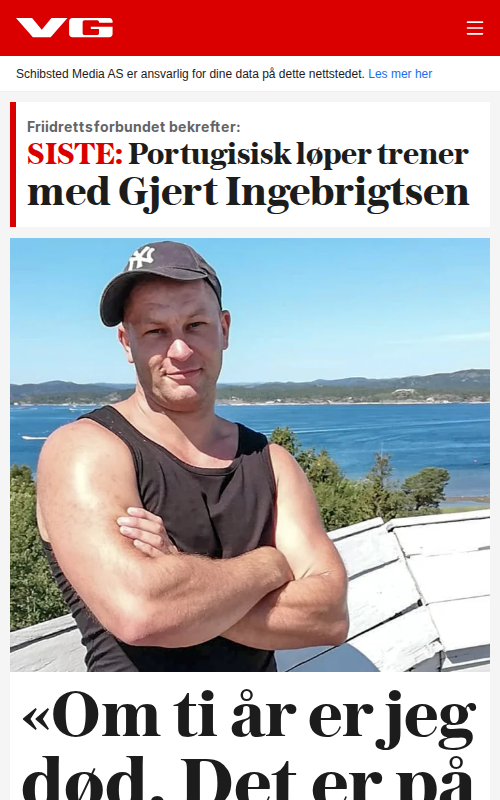 VG
Schibsted Media AS er ansvarlig for dine data på dette nettstedet. Les mer her
Friidrettsforbundet bekrefter:
SISTE: Portugisisk løper trener
med Gjert Ingebrigtsen
NY
«Om ti år er jeg
død. Det er på